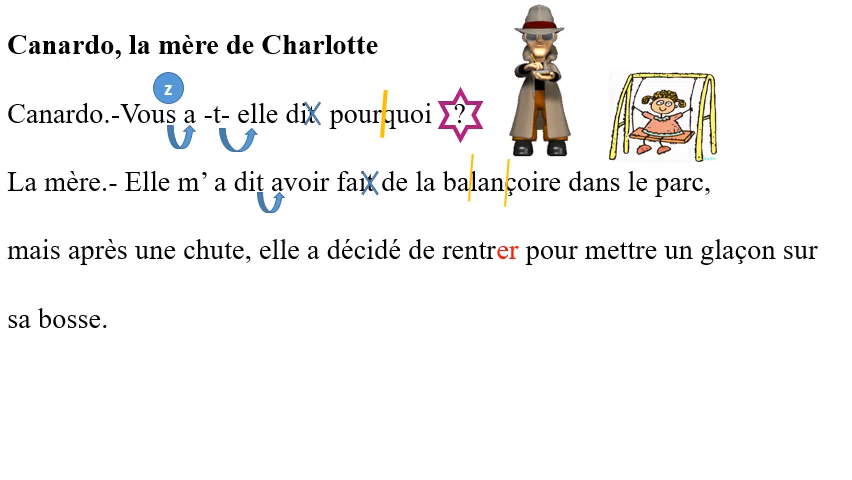 Canardo, la mère de Charlotte
z
Canardo.-Vous a -t- elle dit pourquoi ?
La mère.- Elle m’ a dit avoir fait de la balançoire dans le parc,
mais après une chute, elle a décidé de rentrer pour mettre un glaçon sur
sa bosse.